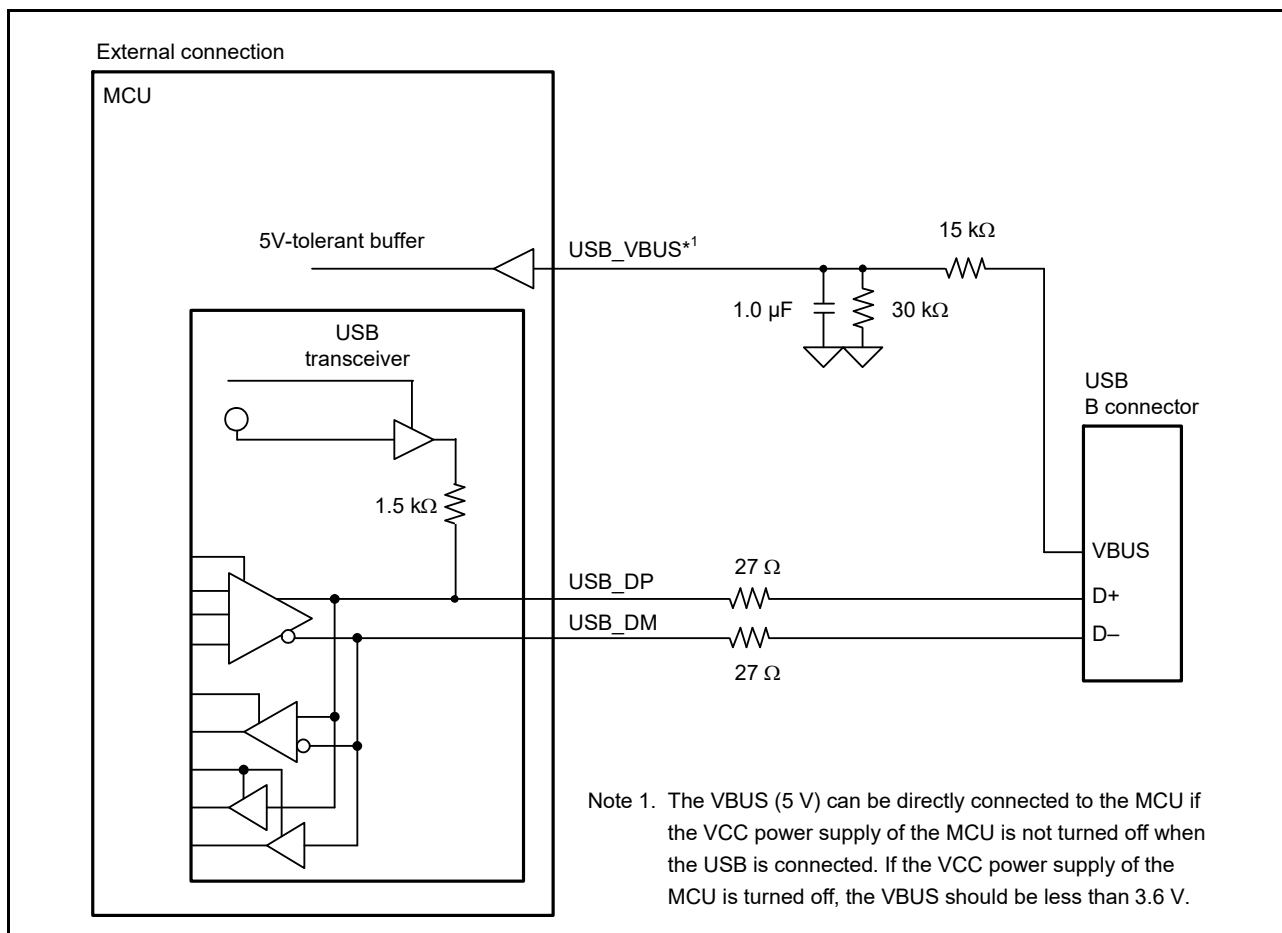 External connection
MCU
5V-tolerant buffer
USB_VBUS*1
15 kΩ
1.0 µF
30 kΩ
USB
transceiver
1.5 kΩ
USB
B connector
VBUS
D+
D–
USB_DP
27 Ω
USB_DM
27 Ω
Note 1. The VBUS (5 V) can be directly connected to the MCU if
the VCC power supply of the MCU is not turned off when
the USB is connected. If the VCC power supply of the
MCU is turned off, the VBUS should be less than 3.6 V.